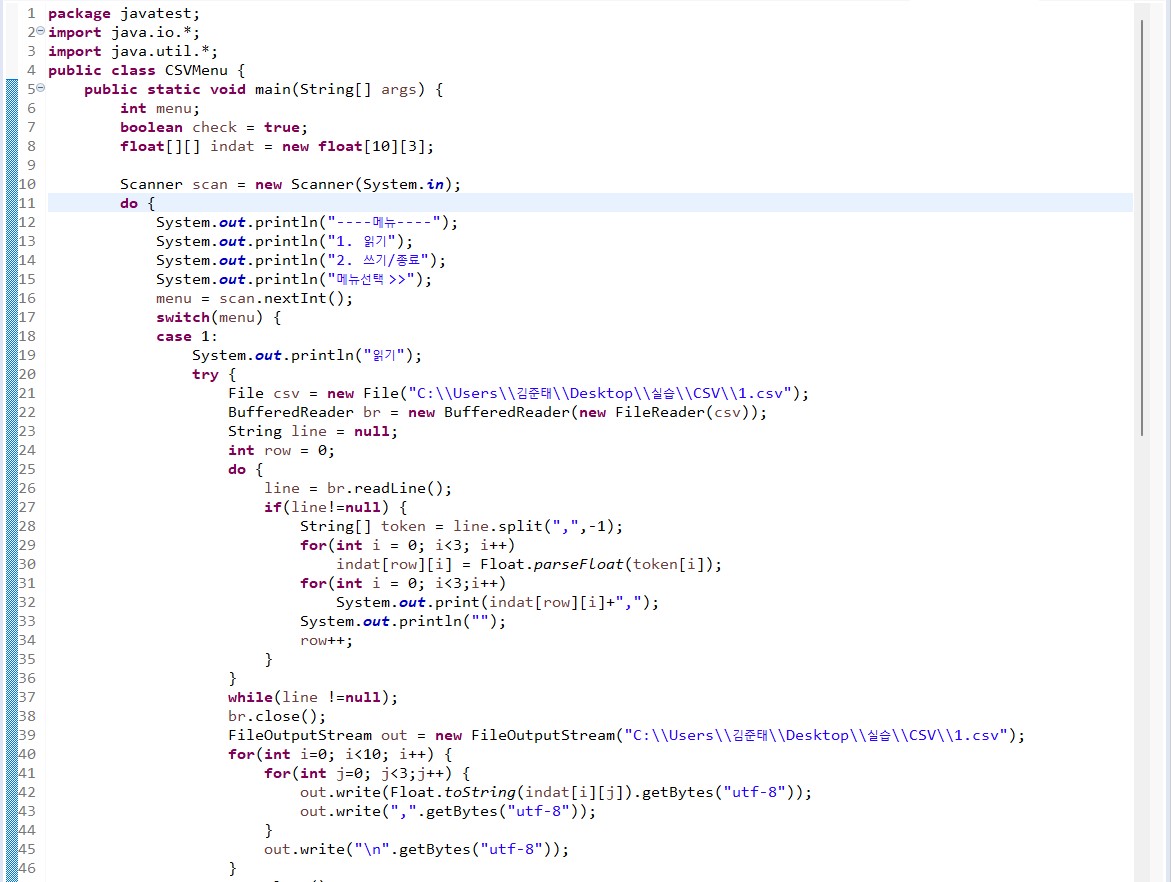 1 package javatest;
2 import java.io.*;
3 import java.util.*;
4 public class CSVMenu {
5 public static void main(String[] args) {
6 int menu;
7 boolean check = true;
8 float[][] indat = new float[10][3];
9
10 Scanner scan = new Scanner(System.in);
11 do {
12 System.out.println("----메뉴----");
13 System.out.println("1. 읽기");
14 System.out.println("2. 쓰기/종료");
15 System.out.println("메뉴선택 >>");
16 menu = scan.nextInt();
17 switch(menu) {
18 case 1:
19 System.out.println("읽기");
20 try {
21 File csv = new File("C:\\Users\\김준태\\Desktop\\실습\\CSV\\1.csv");
22 BufferedReader br = new BufferedReader(new FileReader(csv));
23 String line = null;
24 int row = 0;
25 do {
26 line = br.readLine();
27 if(line!=null) {
28 String[] token = line.split(",",-1);
29 for(int i = 0; i<3; i++)
30 indat[row][i] = Float.parseFloat(token[i]);
31 for(int i = 0; i<3;i++)
32 System.out.print(indat[row][i]+",");
33 System.out.println("");
34 row++;
35 }
36 }
37 while(line !=null);
38 br.close();
39 FileOutputStream out = new FileOutputStream("C:\\Users\\김준태\\Desktop\\실습\\CSV\\1.csv");
40 for(int i=0; i<10; i++) {
41 for(int j=0; j<3;j++) {
42 out.write(Float.toString(indat[i][j]).getBytes("utf-8"));
43 out.write(",".getBytes("utf-8"));
44 }
45 out.write("\n".getBytes("utf-8"));
46 }